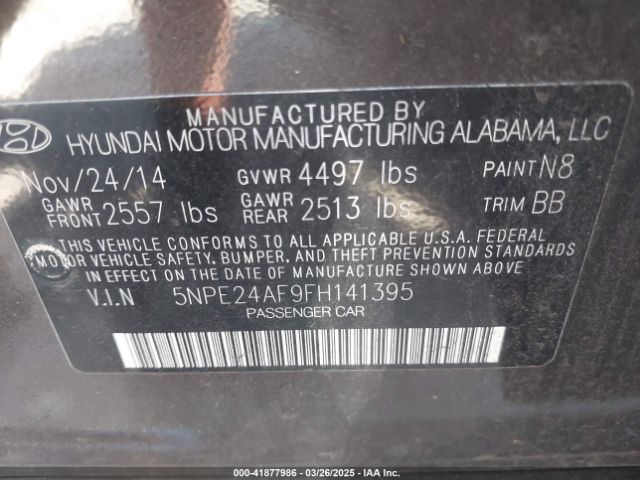 MANUFACTURED BY
HYUNDAI MOTOR MANUFACTURING ALABAMA, LLC
Nov/24/14 GVWR 4497 lbs PAINT N8
GAWR FRONT 2557 lbs GAWR REAR 2513 lbs TRIM BB
THIS VEHICLE CONFORMS TO ALL APPLICABLE U.S.A. FEDERAL
MOTOR VEHICLE SAFETY, BUMPER, AND THEFT PREVENTION STANDARDS
IN EFFECT ON THE DATE OF MANUFACTURE SHOWN ABOVE.
V.I.N 5NPE24AF9FH141395
PASSENGER CAR
000-41877986 | 03/26/2025 - IAA Inc.